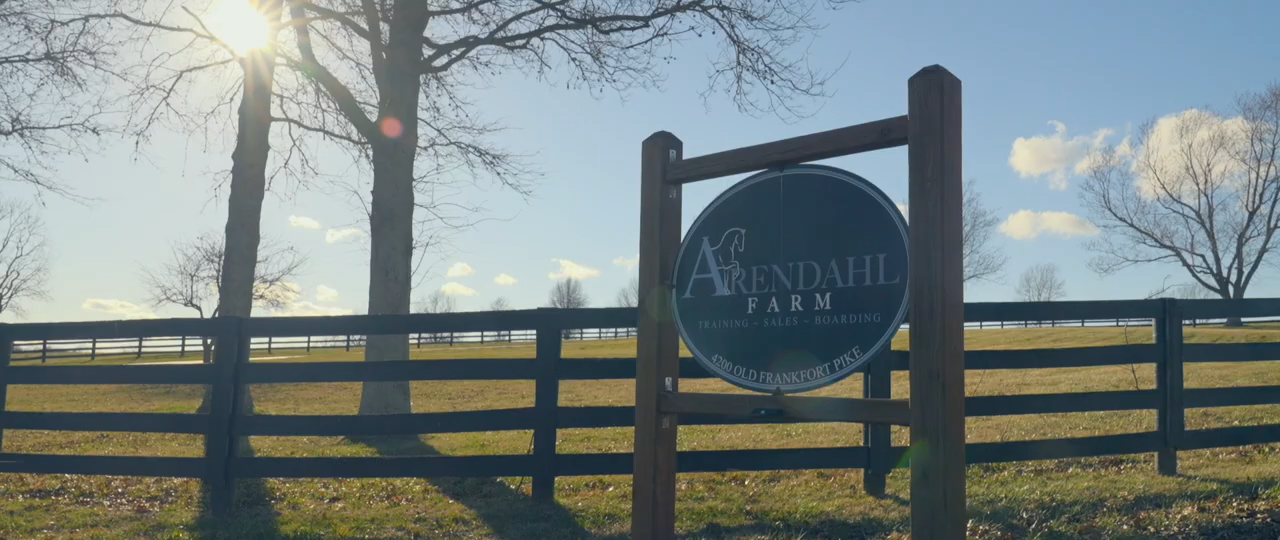 ARENDAHL
FARM
TRAINING ~ SALES ~ BOARDING
4200 OLD FRANKFORT PIKE